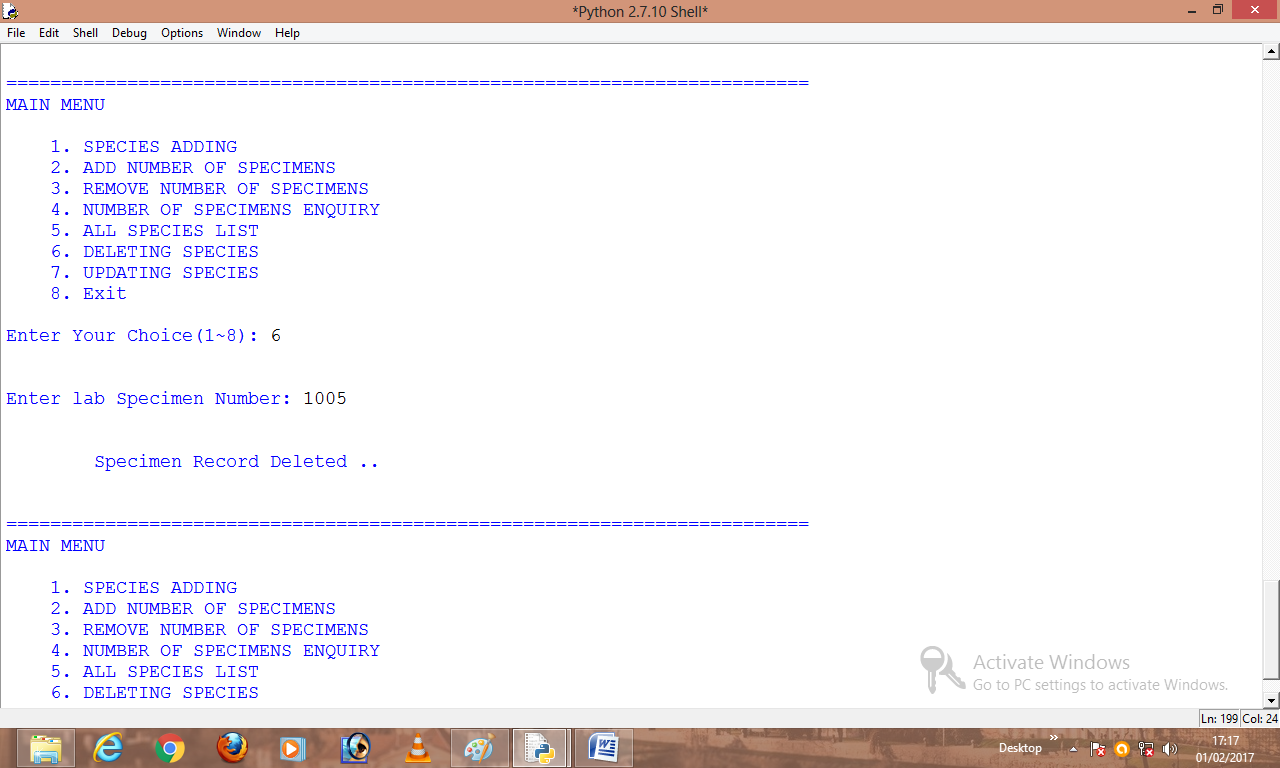 *Python 2.7.10 Shell*
File Edit Shell Debug Options Window Help
========================================================================= 
MAIN MENU
1. SPECIES ADDING
2. ADD NUMBER OF SPECIMENS
3. REMOVE NUMBER OF SPECIMENS
4. NUMBER OF SPECIMENS ENQUIRY
5. ALL SPECIES LIST
6. DELETING SPECIES
7. UPDATING SPECIES
8. Exit
Enter Your Choice(1~8): 6
Enter lab Specimen Number: 1005
Specimen Record Deleted ..
=========================================================================
MAIN MENU
1. SPECIES ADDING
2. ADD NUMBER OF SPECIMENS
3. REMOVE NUMBER OF SPECIMENS
4. NUMBER OF SPECIMENS ENQUIRY
5. ALL SPECIES LIST
6. DELETING SPECIES
Activate Windows
Go to PC settings to activate Windows.
Ln: 199 Col: 24
Desktop
17:17
01/02/2017